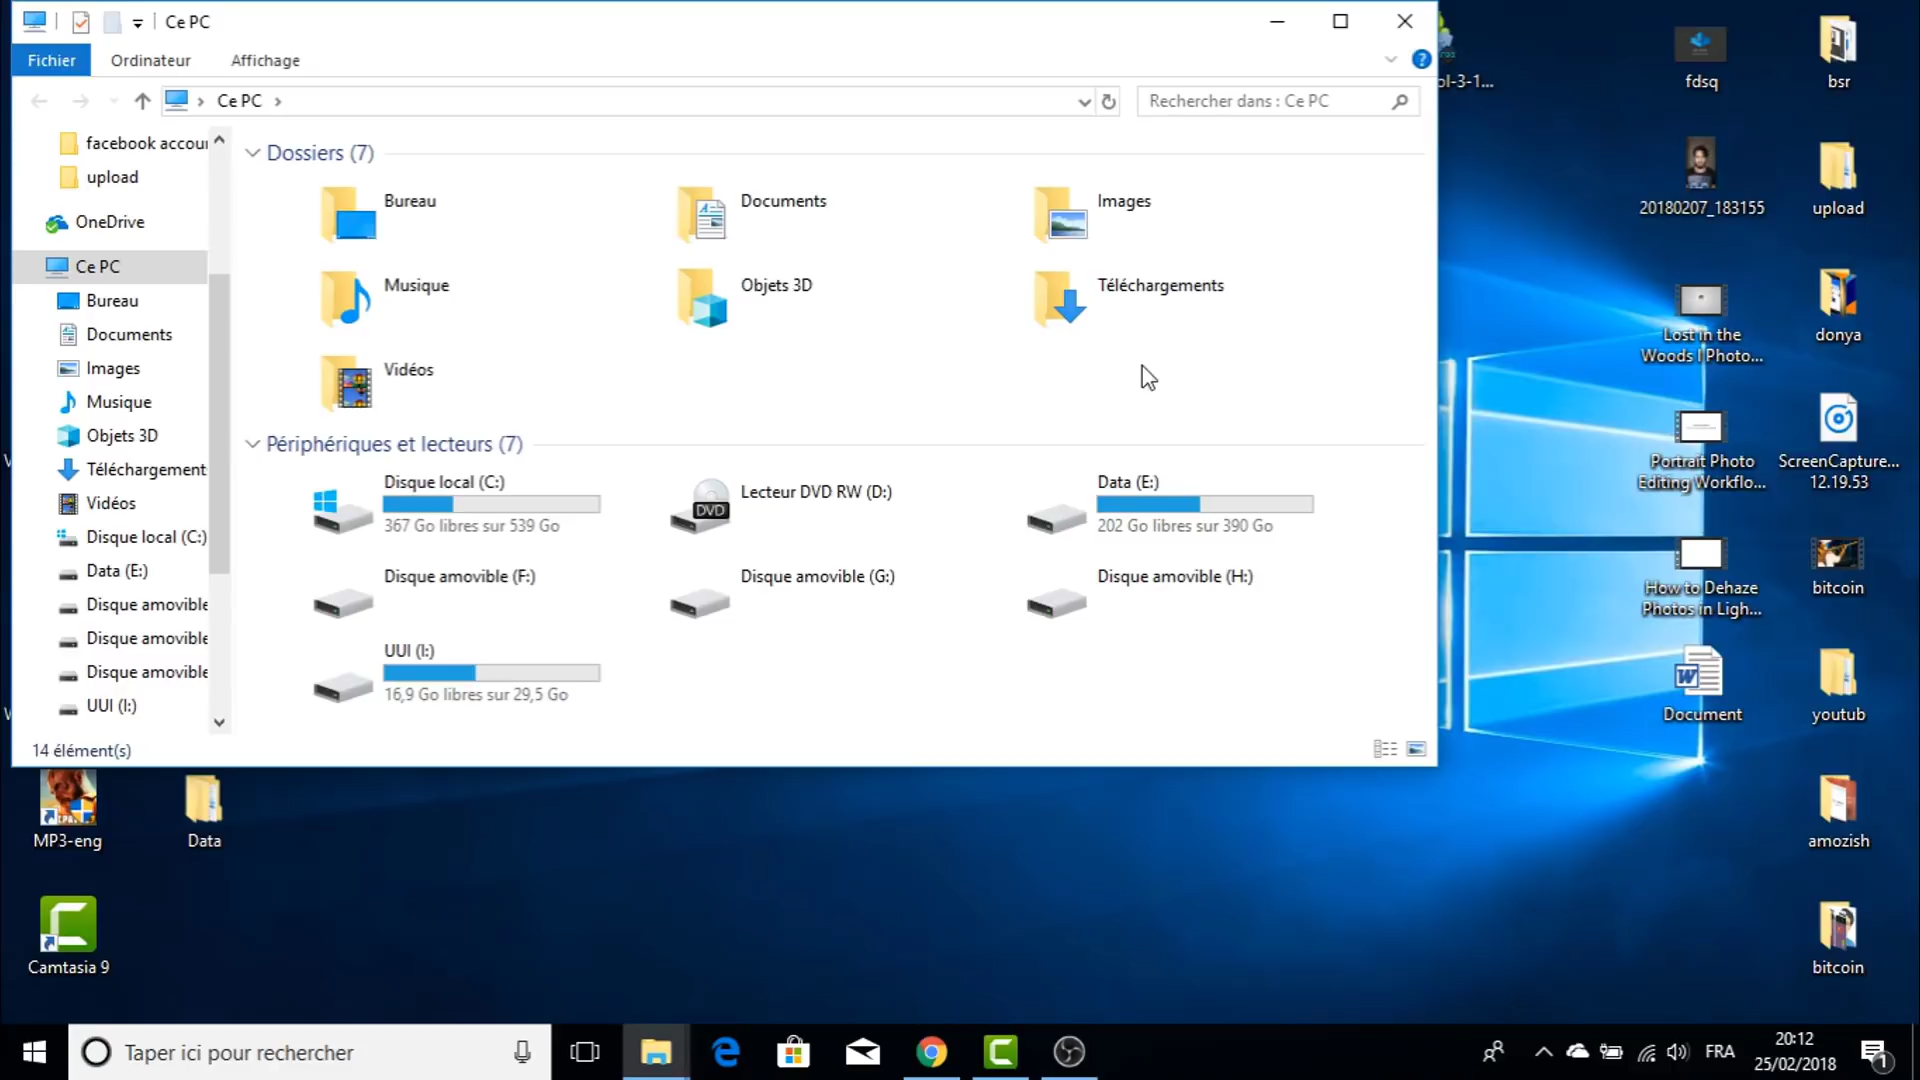 Ce PC
Fichier
Ordinateur
Affichage
Ce PC
Rechercher dans : Ce PC
facebook accou
upload
OneDrive
Ce PC
Bureau
Documents
Images
Musique
Objets 3D
Téléchargement
Vidéos
Disque local (C:)
Data (E:)
Disque amovible
Disque amovible
Disque amovible
UUI (I:)
Dossiers (7)
Bureau
Documents
Images
Musique
Objets 3D
Téléchargements
Vidéos
Périphériques et lecteurs (7)
Disque local (C:)
367 Go libres sur 539 Go
Lecteur DVD RW (D:)
DVD
Data (E:)
202 Go libres sur 390 Go
Disque amovible (F:)
Disque amovible (G:)
Disque amovible (H:)
UUI (I:)
16,9 Go libres sur 29,5 Go
14 élément(s)
ol-3-1...
fdsq
bsr
20180207_183155
upload
Lost in the
Woods I Photo...
donya
Portrait Photo
Editing Workflo...
ScreenCapture...
12.19.53
How to Dehaze
Photos in Ligh...
bitcoin
Document
youtub
MP3-eng
Data
amozish
Camtasia 9
bitcoin
Taper ici pour rechercher
FRA
20:12
25/02/2018
1